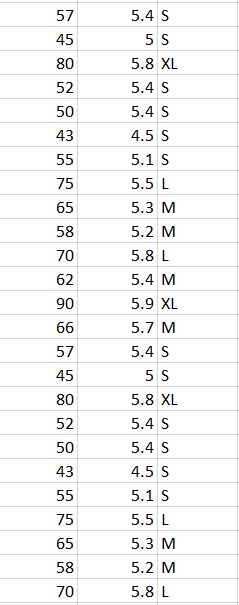 57 5.4 S
45 5 S
80 5.8 XL
52 5.4 S
50 5.4 S
43 4.5 S
55 5.1 S
75 5.5 L
65 5.3 M
58 5.2 M
70 5.8 L
62 5.4 M
90 5.9 XL
66 5.7 M
57 5.4 S
45 5 S
80 5.8 XL
52 5.4 S
50 5.4 S
43 4.5 S
55 5.1 S
75 5.5 L
65 5.3 M
58 5.2 M
70 5.8 L